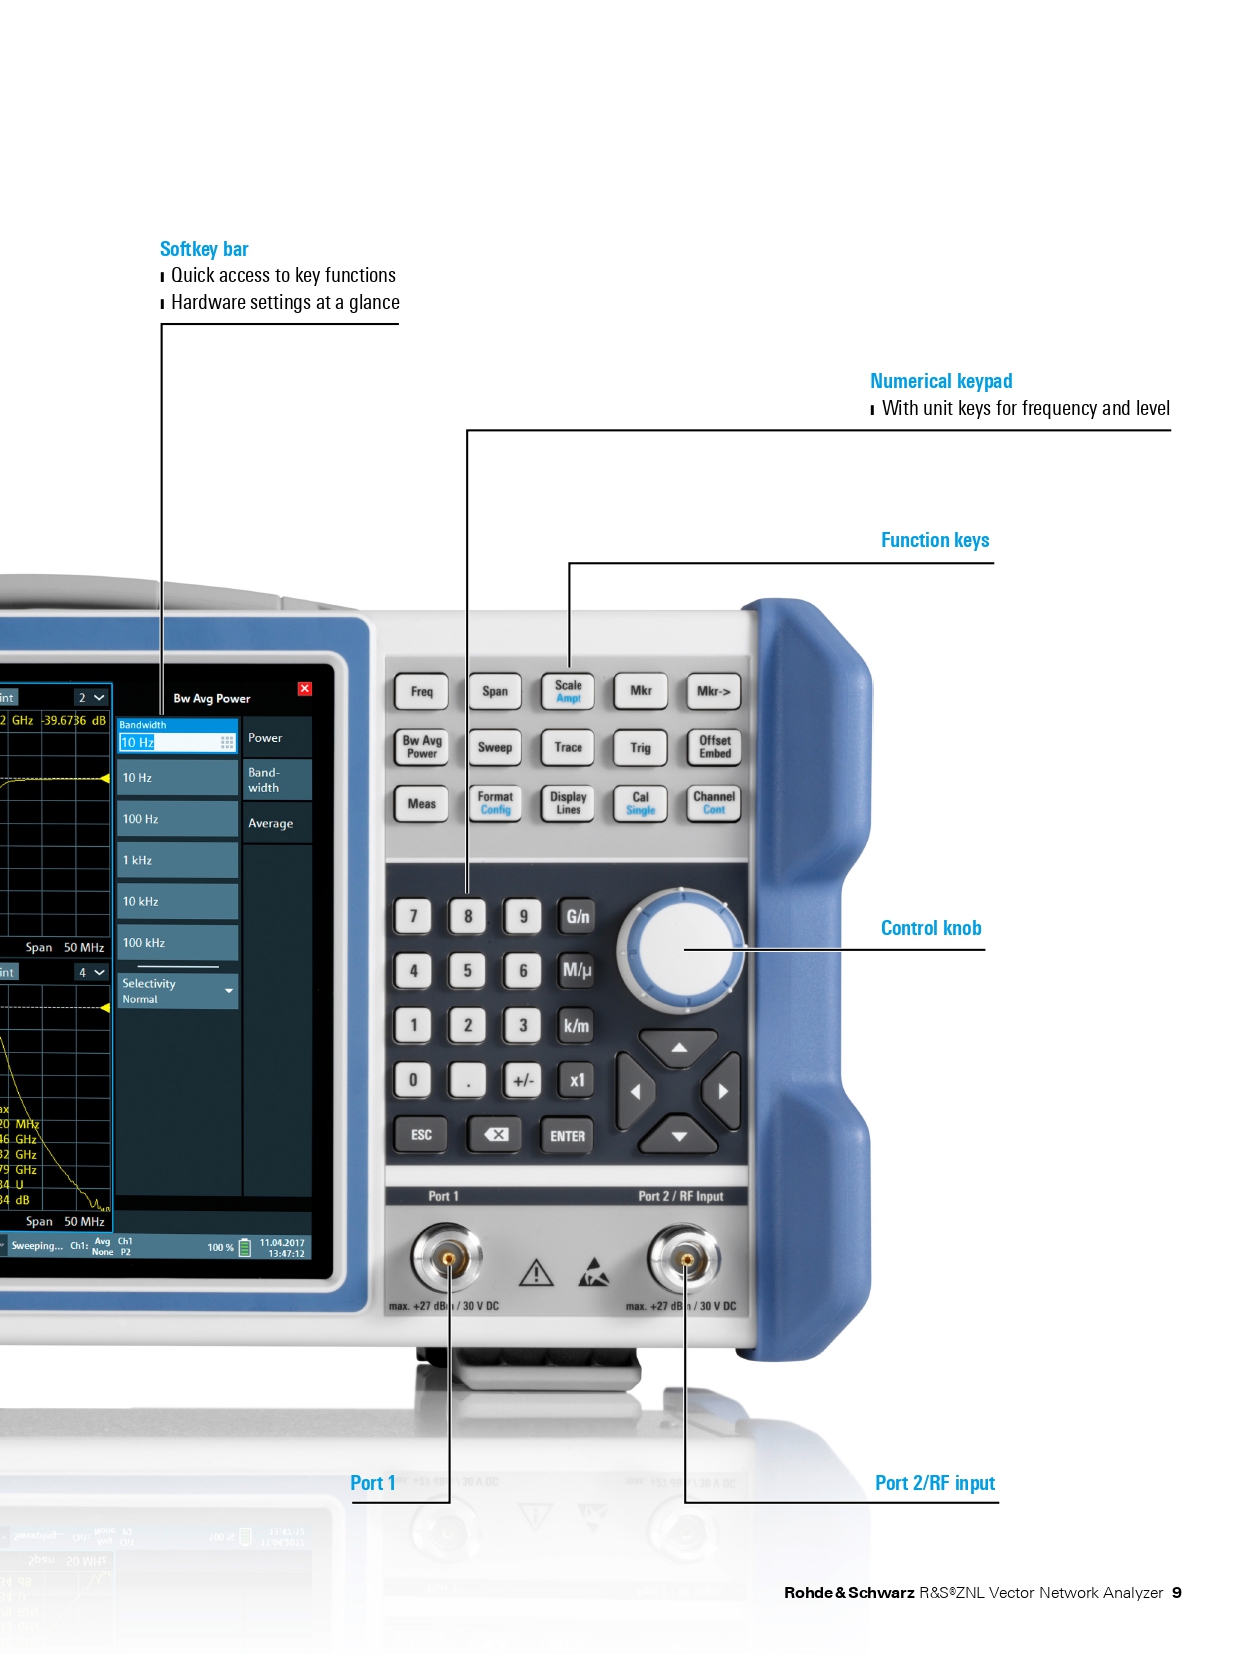 Softkey bar
Quick access to key functions
Hardware settings at a glance
Numerical keypad
With unit keys for frequency and level
Function keys
int 2
2 GHz -39.6736 dB
Span 50 MHz
int 4
ax
20 MHz
46 GHz
32 GHz
79 GHz
34 U
34 dB
Span 50 MHz
Bw Avg Power
Bandwidth
10 Hz
10 Hz
100 Hz
1 kHz
10 kHz
100 kHz
Selectivity
Normal
Power
Band-
width
Average
Sweeping... Ch1: Avg None Ch1 P2 100 % 11.04.2017
13:47:12
Freq Span Scale Ampt Mkr Mkr->
Bw Avg Power Sweep Trace Trig Offset Embed
Meas Format Config Display Lines Cal Single Channel Cont
7 8 9 G/n
4 5 6 M/µ
1 2 3 k/m
0 . +/- x1
ESC ENTER
Control knob
Port 1 Port 2 / RF Input
max. +27 dBm / 30 V DC max. +27 dBm / 30 V DC
Port 1
Port 2/RF input
Rohde & Schwarz R&S®ZNL Vector Network Analyzer 9